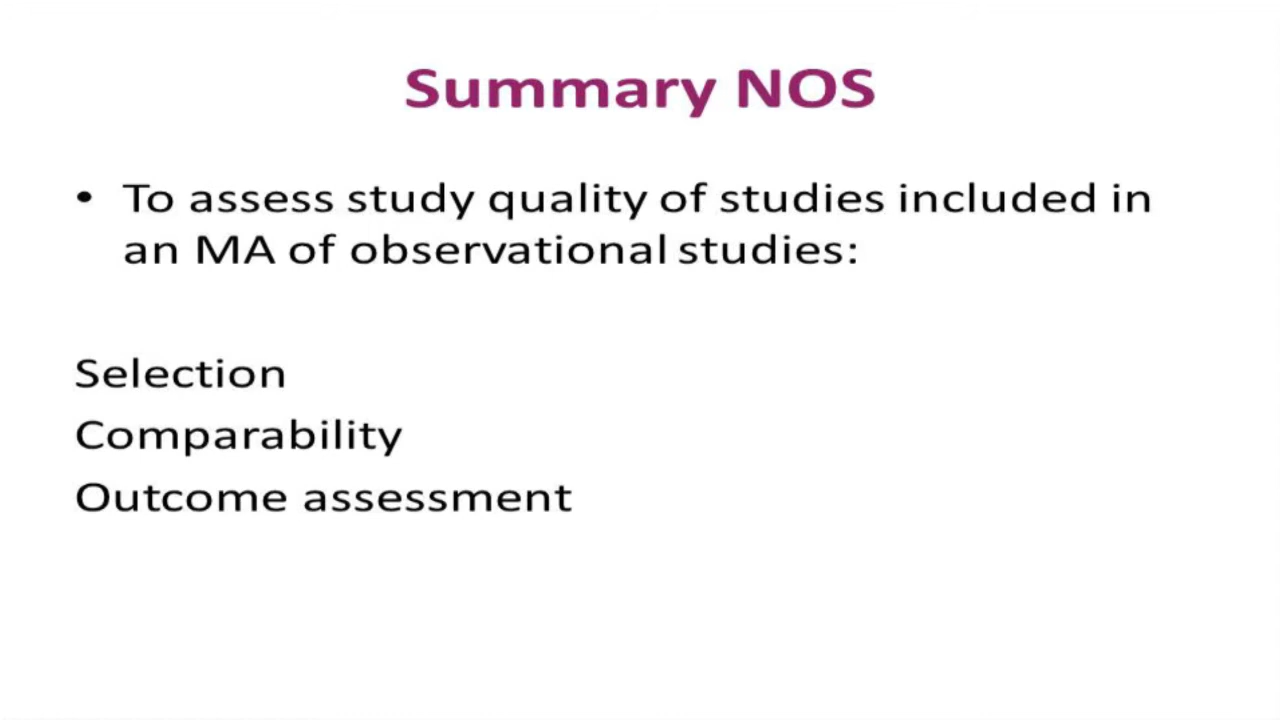 Summary NOS
• To assess study quality of studies included in
an MA of observational studies:
Selection
Comparability
Outcome assessment